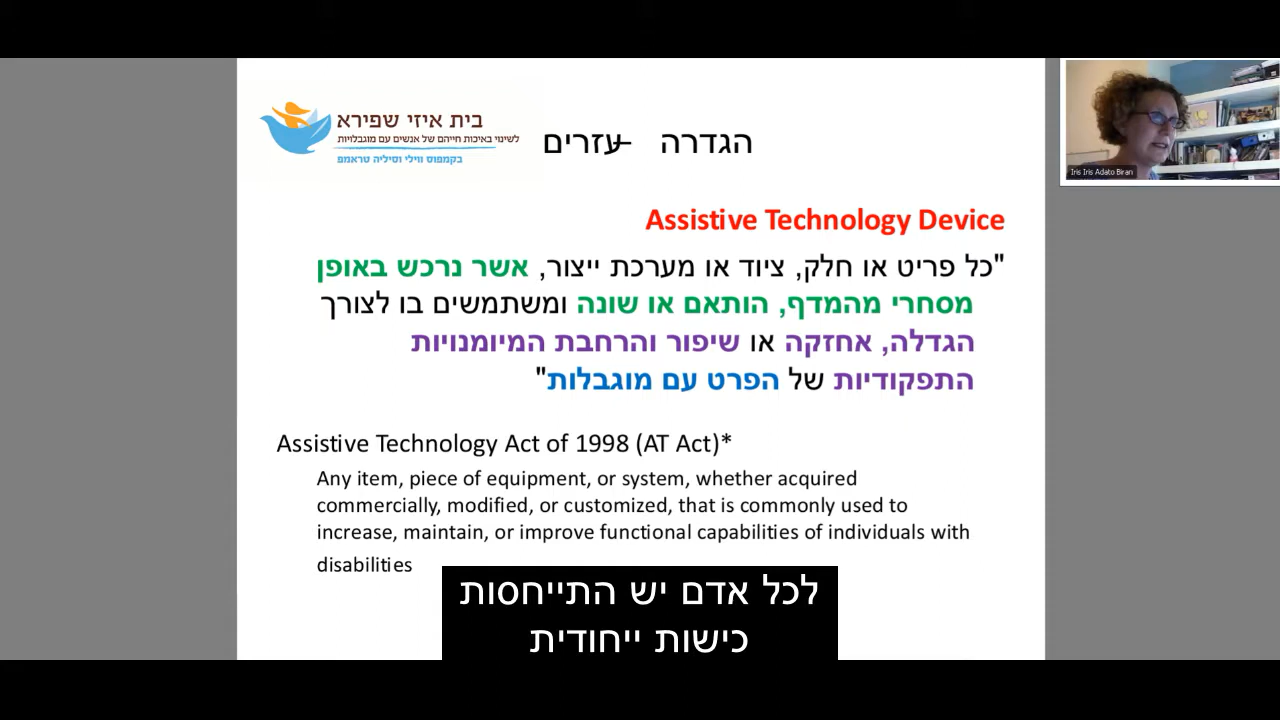 בית איזי שפירא
לשינוי באיכות חייהם של אנשים עם מוגבלויות
בקמפוס ווילי וסיליה טראמפ
הגדרה – עזרים
Iris Iris Adato Biran
Assistive Technology Device
"כל פריט או חלק, ציוד או מערכת ייצור, אשר נרכש באופן
מסחרי מהמדף, הותאם או שונה ומשתמשים בו לצורך
הגדלה, אחזקה או שיפור והרחבת המיומנויות
התפקודיות של הפרט עם מוגבלות"
Assistive Technology Act of 1998 (AT Act)*
Any item, piece of equipment, or system, whether acquired
commercially, modified, or customized, that is commonly used to
increase, maintain, or improve functional capabilities of individuals with
disabilities
לכל אדם יש התייחסות
כישות ייחודית